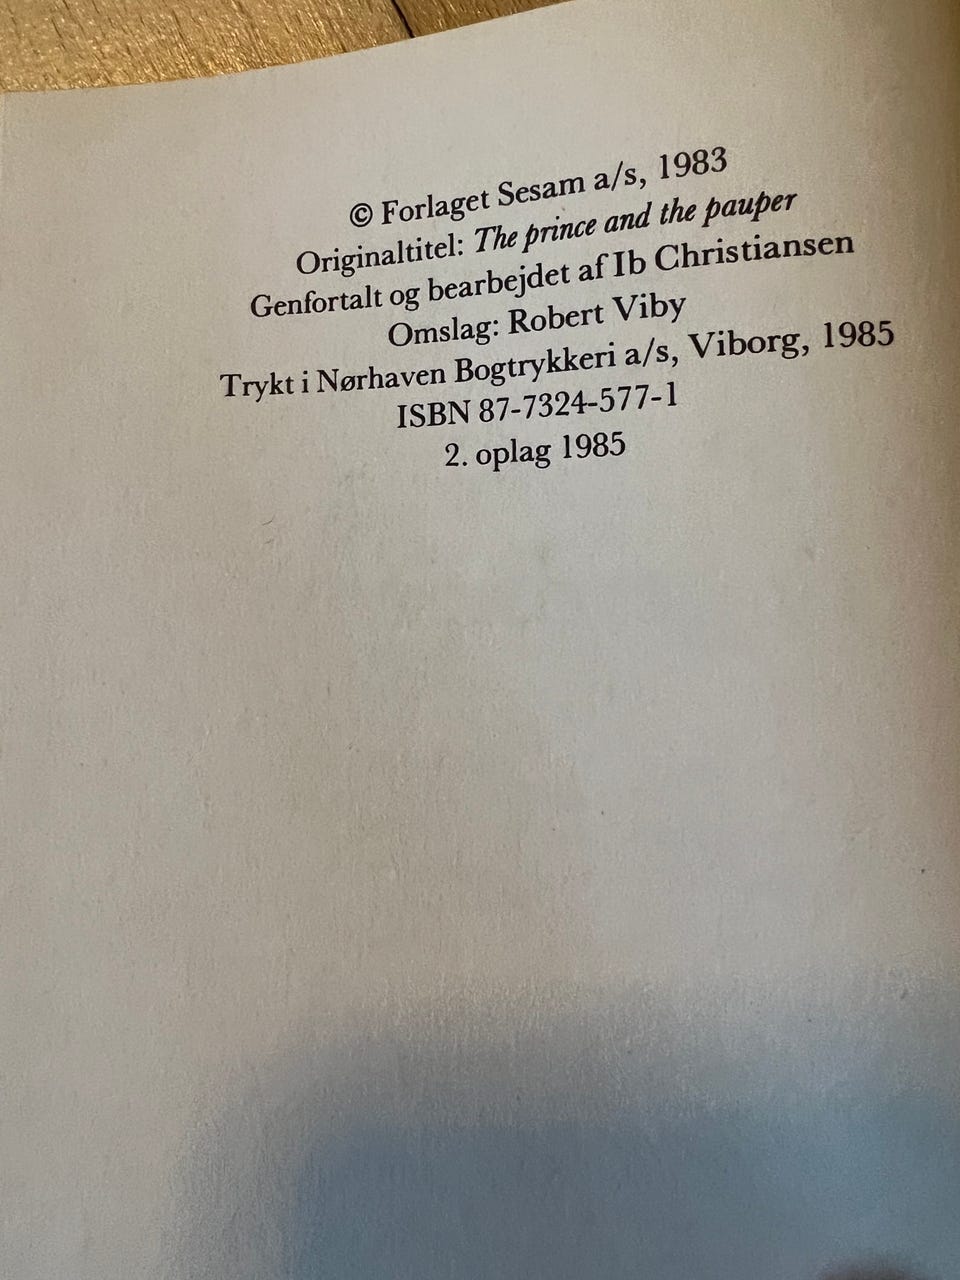 © Forlaget Sesam a/s, 1983
Originaltitel: The prince and the pauper
Genfortalt og bearbejdet af Ib Christiansen
Omslag: Robert Viby
Trykt i Nørhaven Bogtrykkeri a/s, Viborg, 1985
ISBN 87-7324-577-1
2. oplag 1985